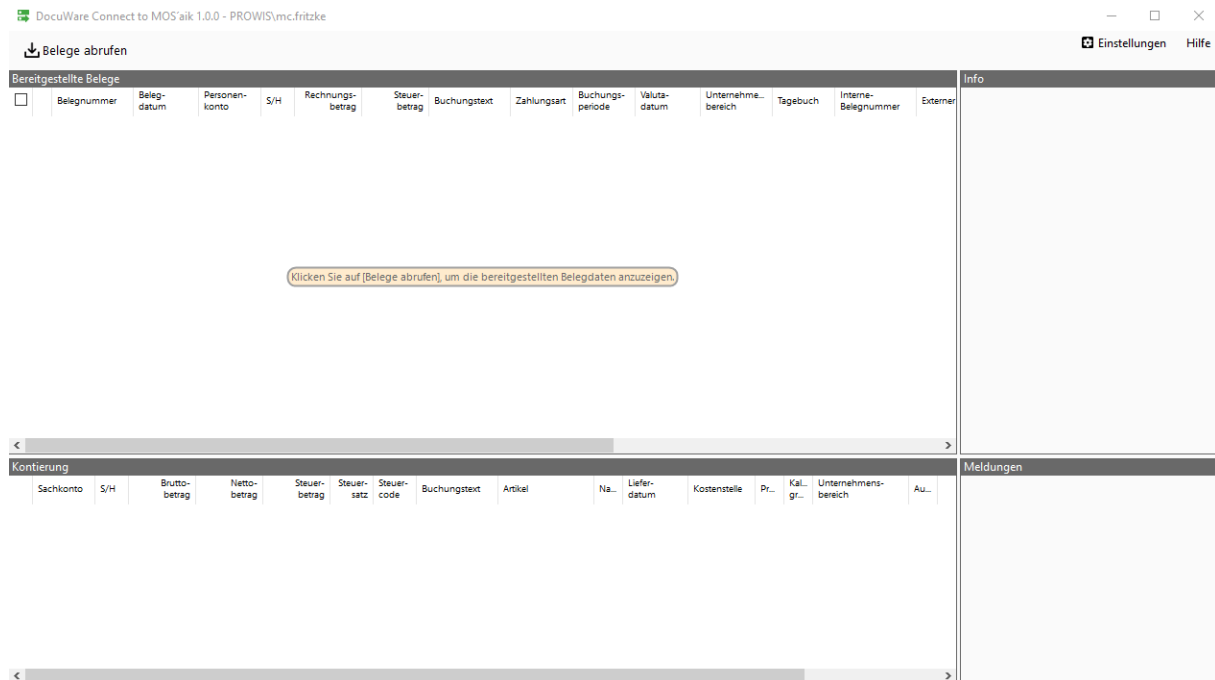 DocuWare Connect to MOS´aik 1.0.0 - PROWIS\mc.fritzke
Belege abrufen
Einstellungen Hilfe
Bereitgestellte Belege
Belegnummer Beleg- Personen- S/H Rechnungs- Steuer- Buchungstext Zahlungsart Buchungs- Valuta- Unternehme... Tagebuch Interne- Externer
datum konto betrag betrag periode datum bereich Belegnummer
Info
Klicken Sie auf [Belege abrufen], um die bereitgestellten Belegdaten anzuzeigen.
Kontierung
Sachkonto S/H Brutto- Netto- Steuer- Steuer- Steuer- Buchungstext Artikel Na... Liefer- Kostenstelle Pr... Kal... Unternehmens- Au...
betrag betrag betrag satz code datum gr... bereich
Meldungen